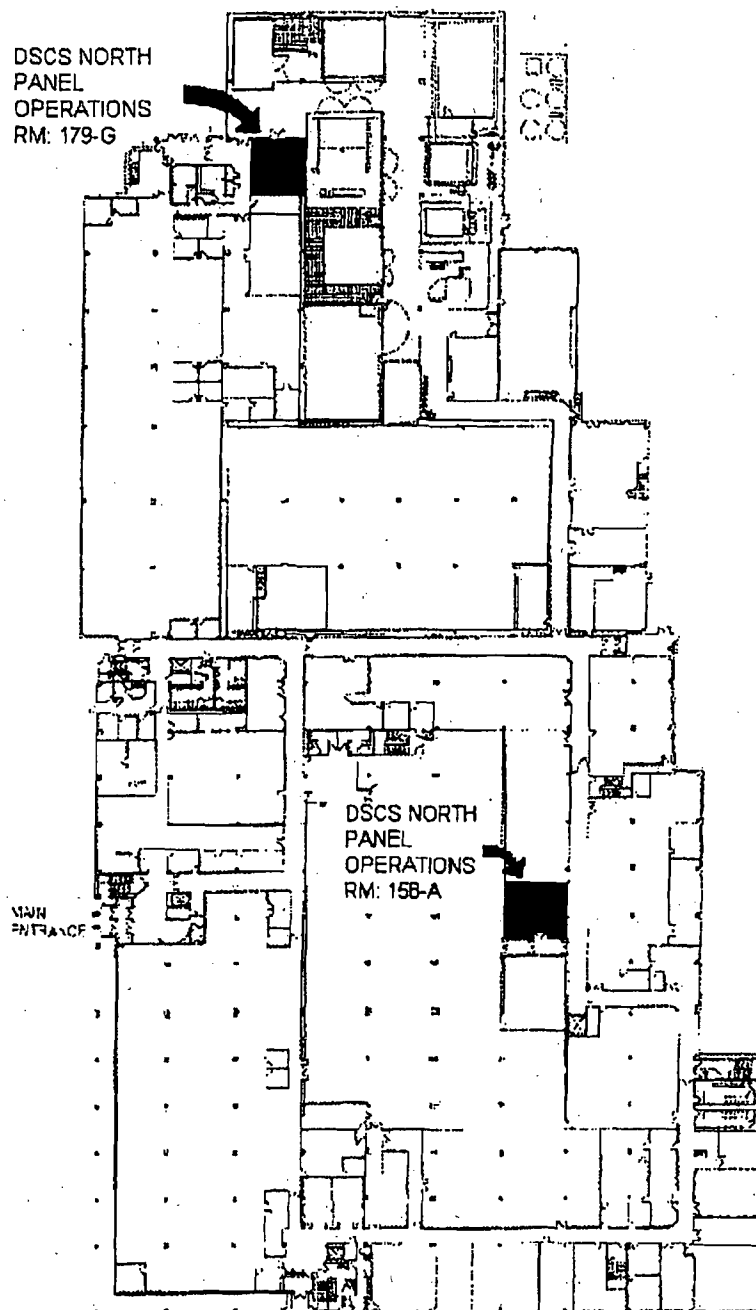 DSCS NORTH
PANEL
OPERATIONS
RM: 179-G
DSCS NORTH
PANEL
OPERATIONS
RM: 158-A
MAIN
ENTRANCE